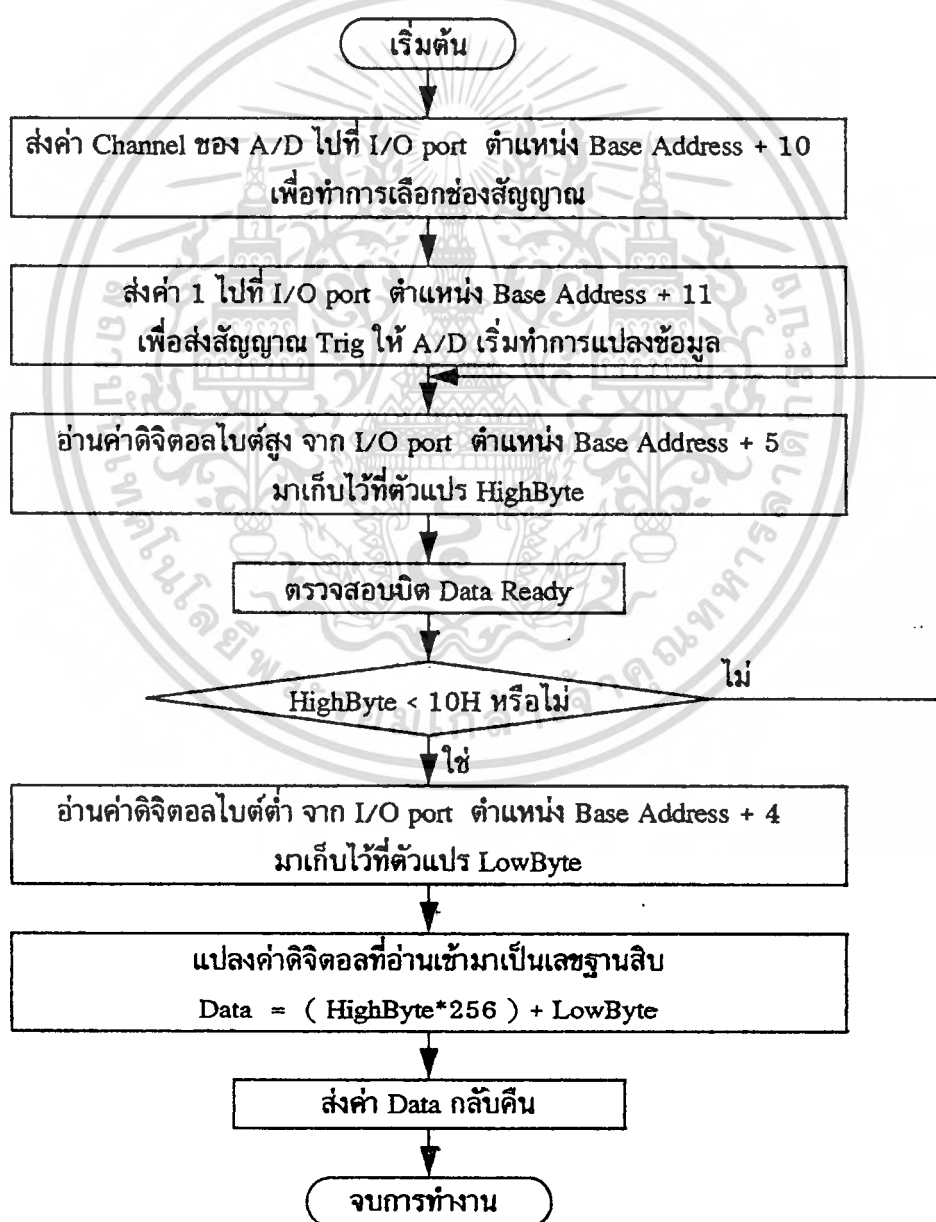 เริ่มต้น
ส่งค่า Channel ของ A/D ไปที่ I/O port ตำแหน่ง Base Address + 10
เพื่อทำการเลือกช่องสัญญาณ
ส่งค่า 1 ไปที่ I/O port ตำแหน่ง Base Address + 11
เพื่อส่งสัญญาณ Trig ให้ A/D เริ่มทำการแปลงข้อมูล
อ่านค่าดิจิตอลไบต์สูง จาก I/O port ตำแหน่ง Base Address + 5
มาเก็บไว้ที่ตัวแปร HighByte
ตรวจสอบบิต Data Ready
HighByte < 10H หรือไม่
ไม่
ใช่
อ่านค่าดิจิตอลไบต์ต่ำ จาก I/O port ตำแหน่ง Base Address + 4
มาเก็บไว้ที่ตัวแปร LowByte
แปลงค่าดิจิตอลที่อ่านเข้ามาเป็นเลขฐานสิบ
Data = ( HighByte*256 ) + LowByte
ส่งค่า Data กลับคืน
จบการทำงาน